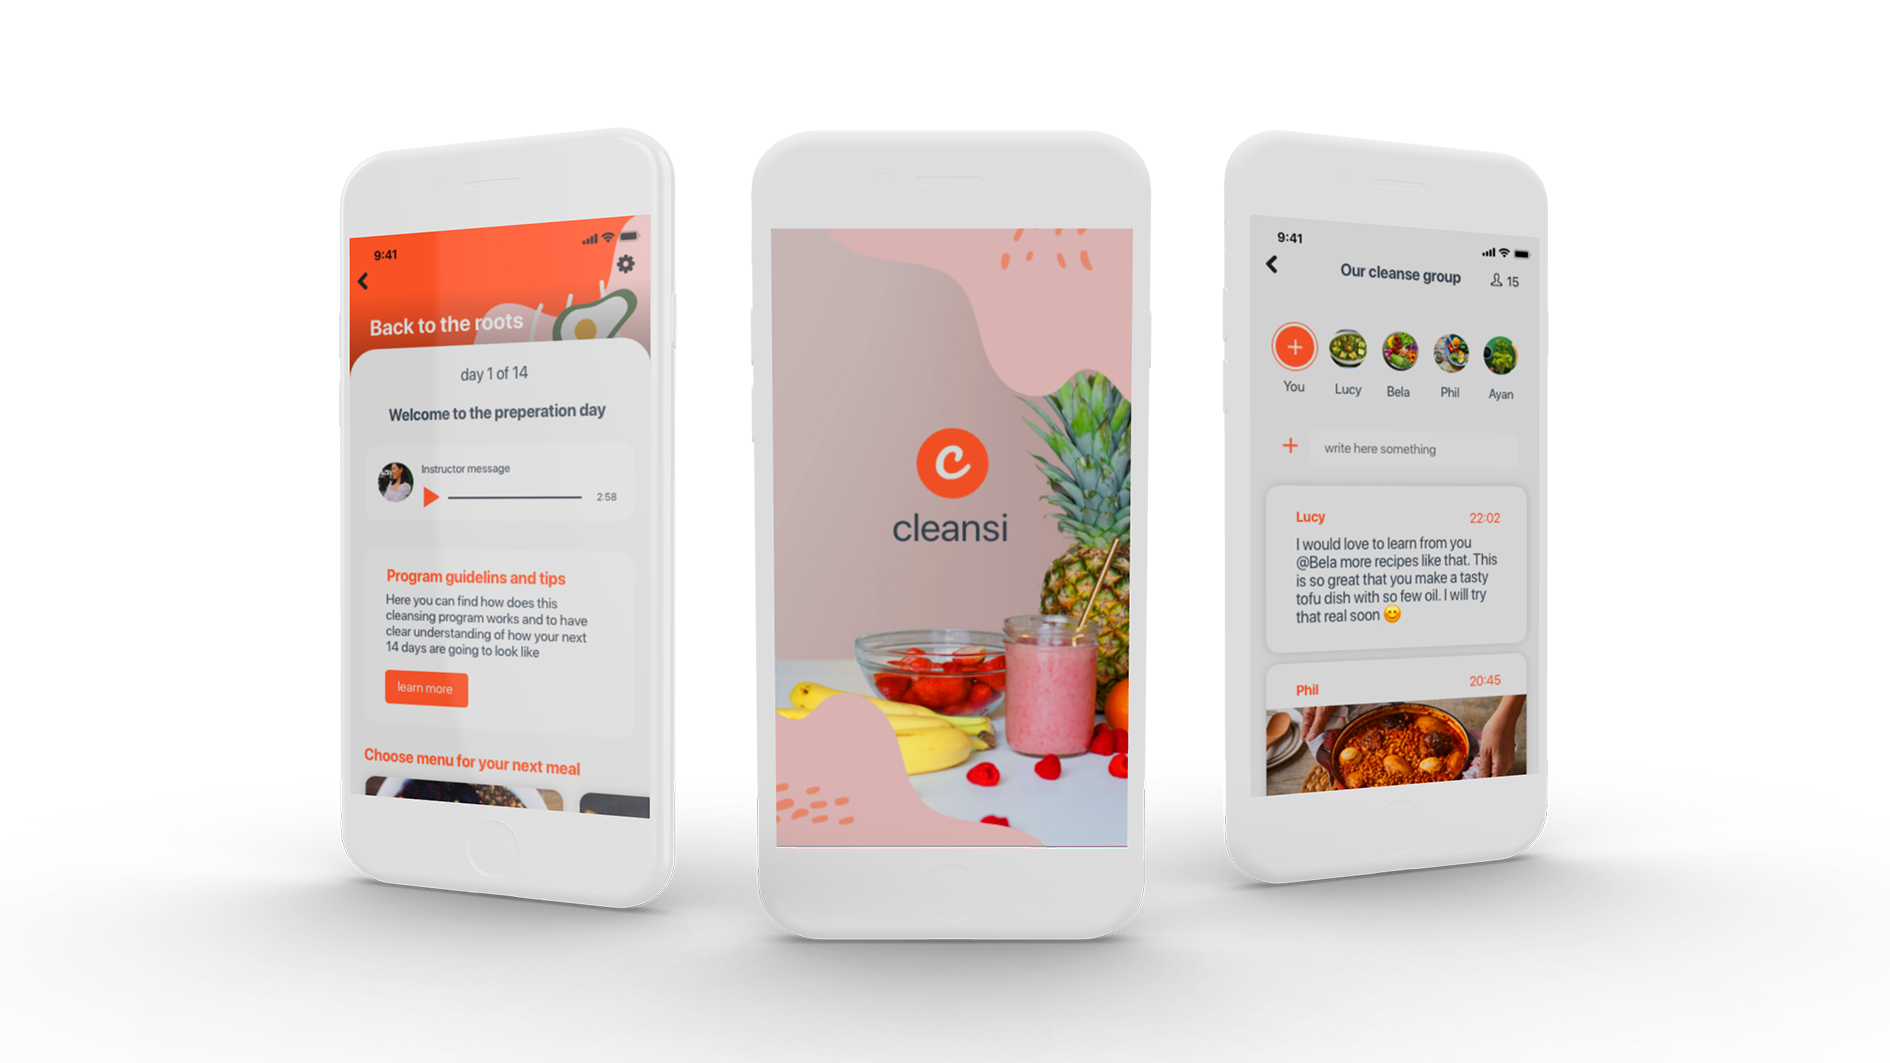 9:41
Back to the roots
day 1 of 14
Welcome to the preperation day
Instructor message
2:58
Program guidelins and tips
Here you can find how does this
cleansing program works and to have
clear understanding of how your next
14 days are going to look like
learn more
Choose menu for your next meal
c
cleansi
9:41
Our cleanse group
15
You
Lucy
Bela
Phil
Ayan
write here something
Lucy
22:02
I would love to learn from you
@Bela more recipes like that. This
is so great that you make a tasty
tofu dish with so few oil. I will try
that real soon 😊
Phil
20:45